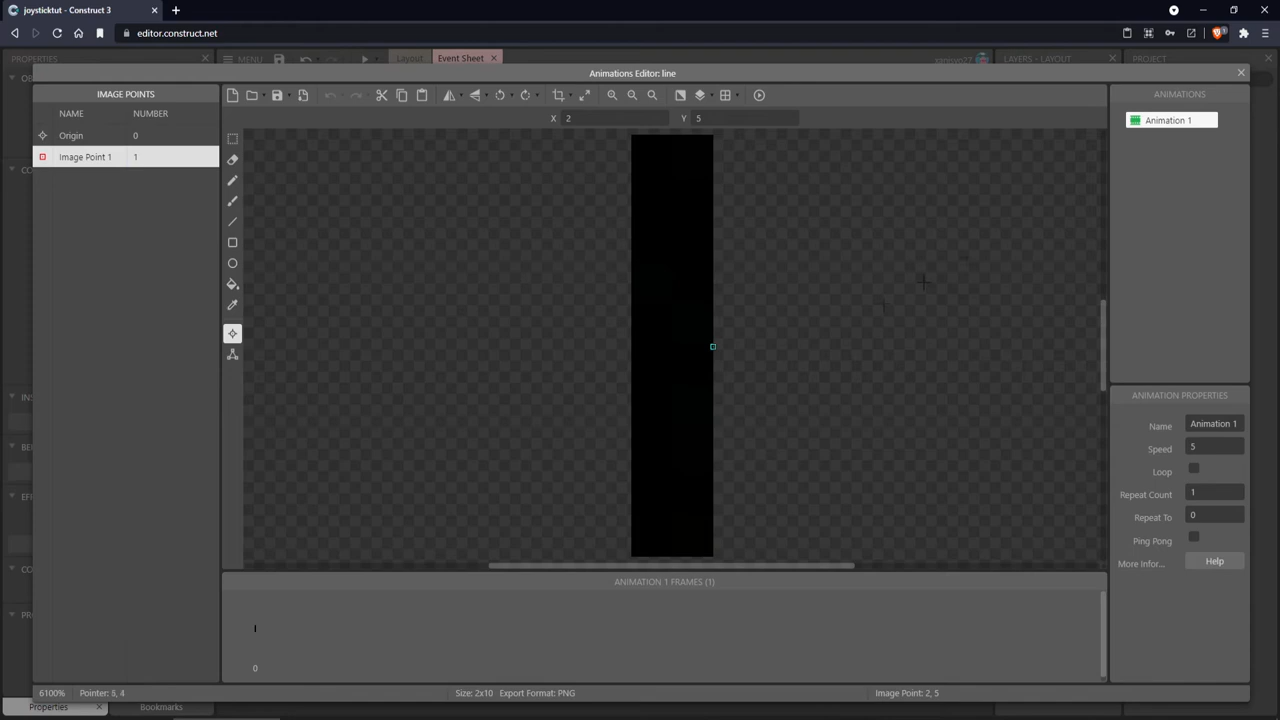 joysticktut - Construct 3
editor.construct.net
PROPERTIES
MENU
Layout
Event Sheet
xanisyo27
LAYERS - LAYOUT
PROJECT
Animations Editor: line
IMAGE POINTS
NAME NUMBER
Origin 0
Image Point 1 1
X 2 Y 5
ANIMATIONS
Animation 1
ANIMATION PROPERTIES
Name Animation 1
Speed 5
Loop
Repeat Count 1
Repeat To 0
Ping Pong
More Infor... Help
ANIMATION 1 FRAMES (1)
0
6100% Pointer: 5, 4 Size: 2x10 Export Format: PNG Image Point: 2, 5
Properties Bookmarks